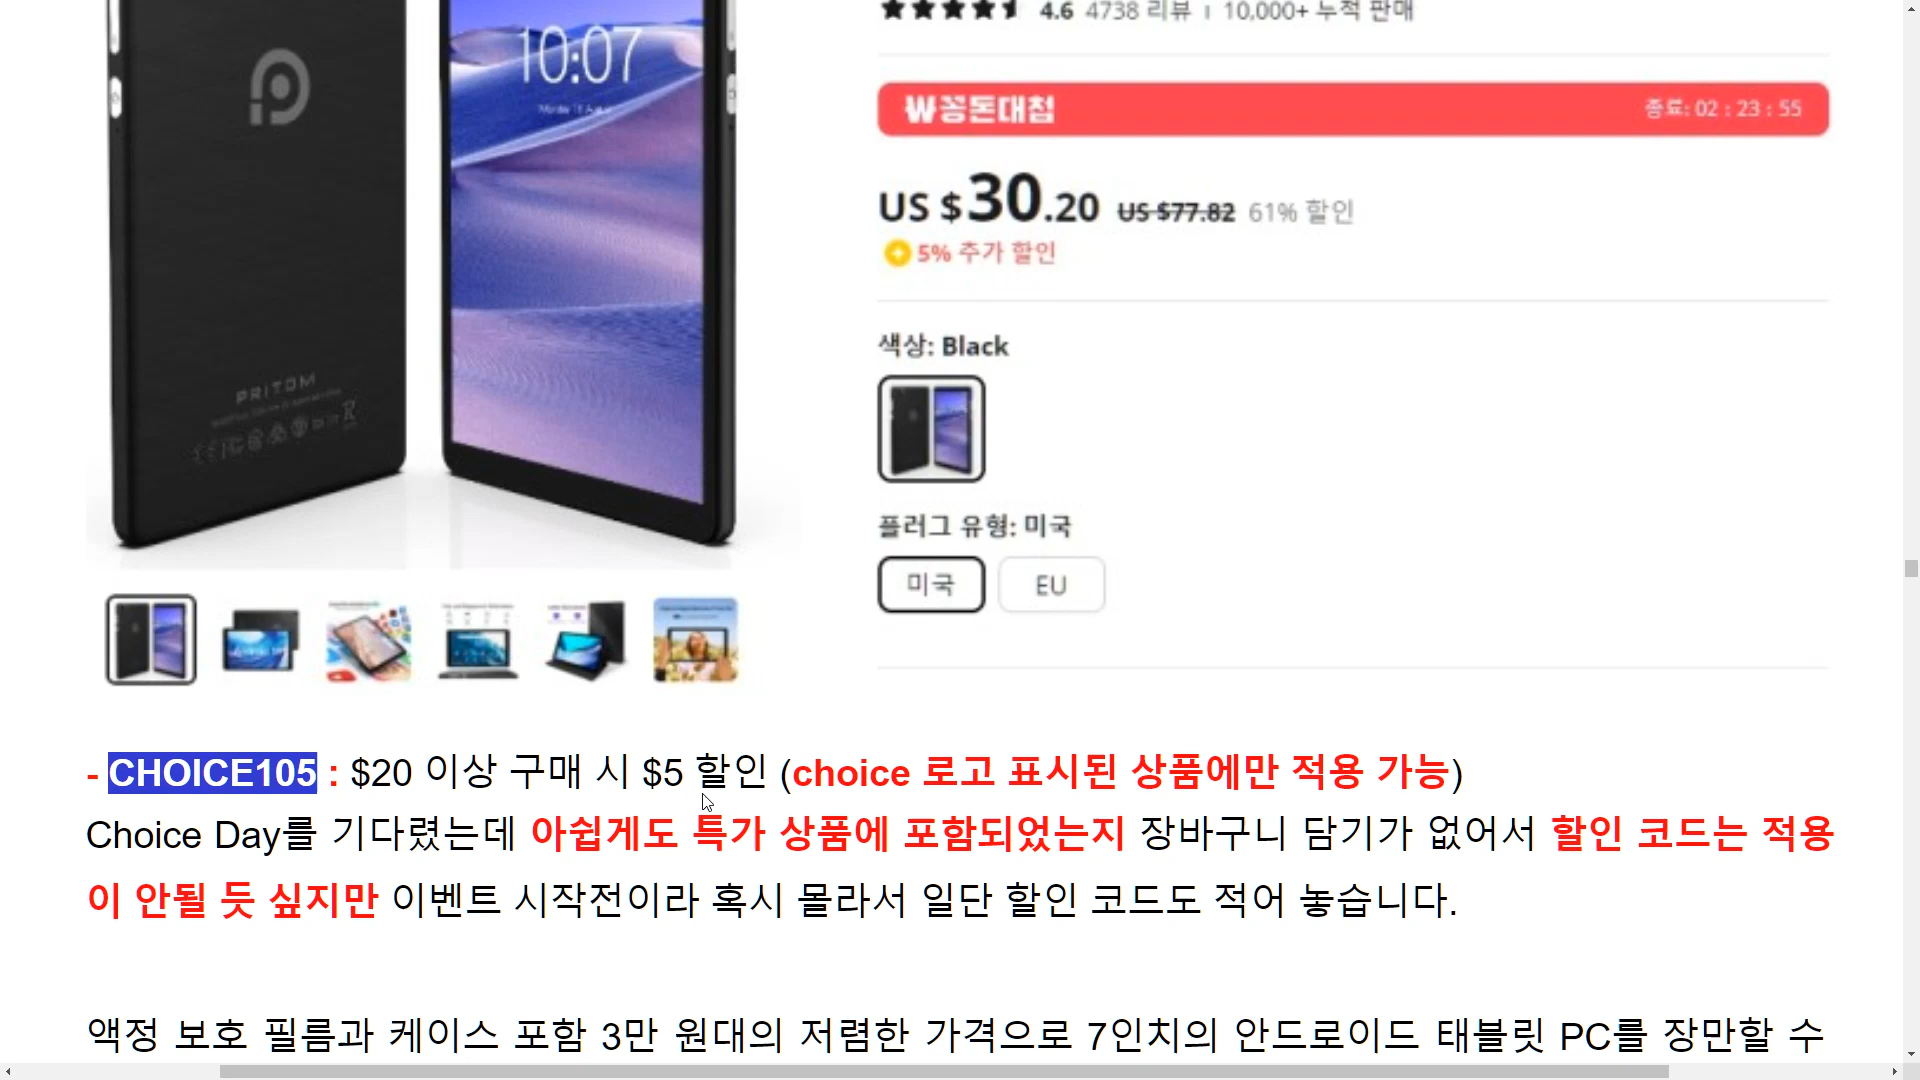 10:07
PRITOM
4.6 4738 리뷰 | 10,000+ 누적 판매
₩꽁돈대첩
종료: 02 : 23 : 55
US $30.20 US $77.82 61% 할인
5% 추가 할인
색상: Black
플러그 유형: 미국
미국 EU
- CHOICE105 : $20 이상 구매 시 $5 할인 (choice 로고 표시된 상품에만 적용 가능)
Choice Day를 기다렸는데 아쉽게도 특가 상품에 포함되었는지 장바구니 담기가 없어서 할인 코드는 적용
이 안될 듯 싶지만 이벤트 시작전이라 혹시 몰라서 일단 할인 코드도 적어 놓습니다.
액정 보호 필름과 케이스 포함 3만 원대의 저렴한 가격으로 7인치의 안드로이드 태블릿 PC를 장만할 수